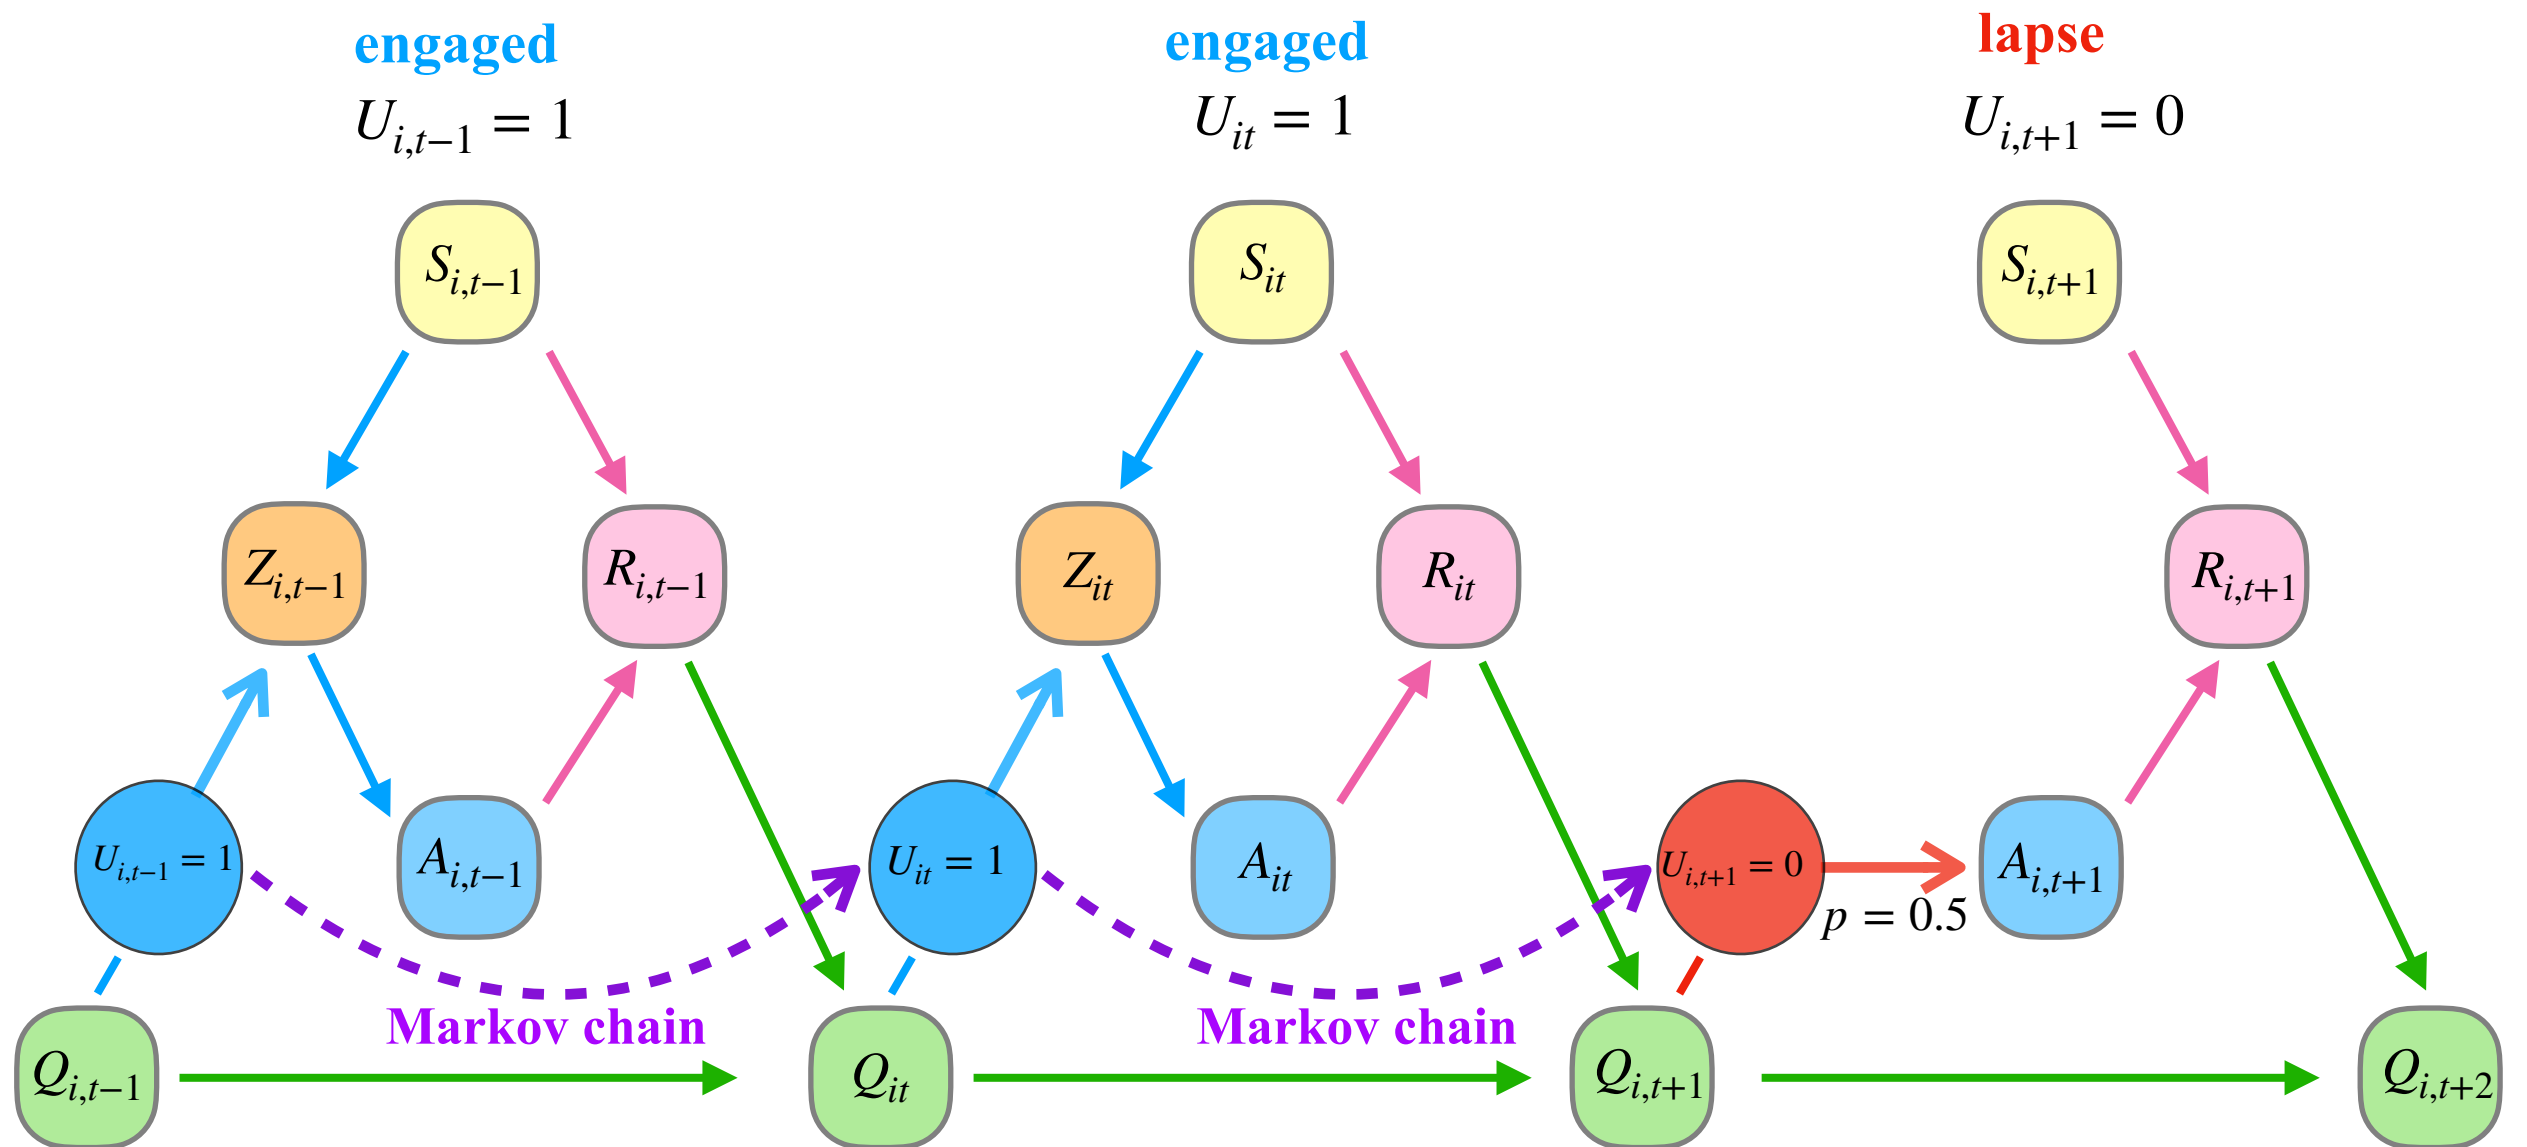 engaged engaged lapse
U_{i,t−1} = 1 U_{it} = 1 U_{i,t+1} = 0
S_{i,t−1} S_{it} S_{i,t+1}
Z_{i,t−1} R_{i,t−1} Z_{it} R_{it} R_{i,t+1}
U_{i,t−1} = 1 A_{i,t−1} U_{it} = 1 A_{it} U_{i,t+1} = 0 A_{i,t+1}
p = 0.5
Markov chain Markov chain
Q_{i,t−1} Q_{it} Q_{i,t+1} Q_{i,t+2}